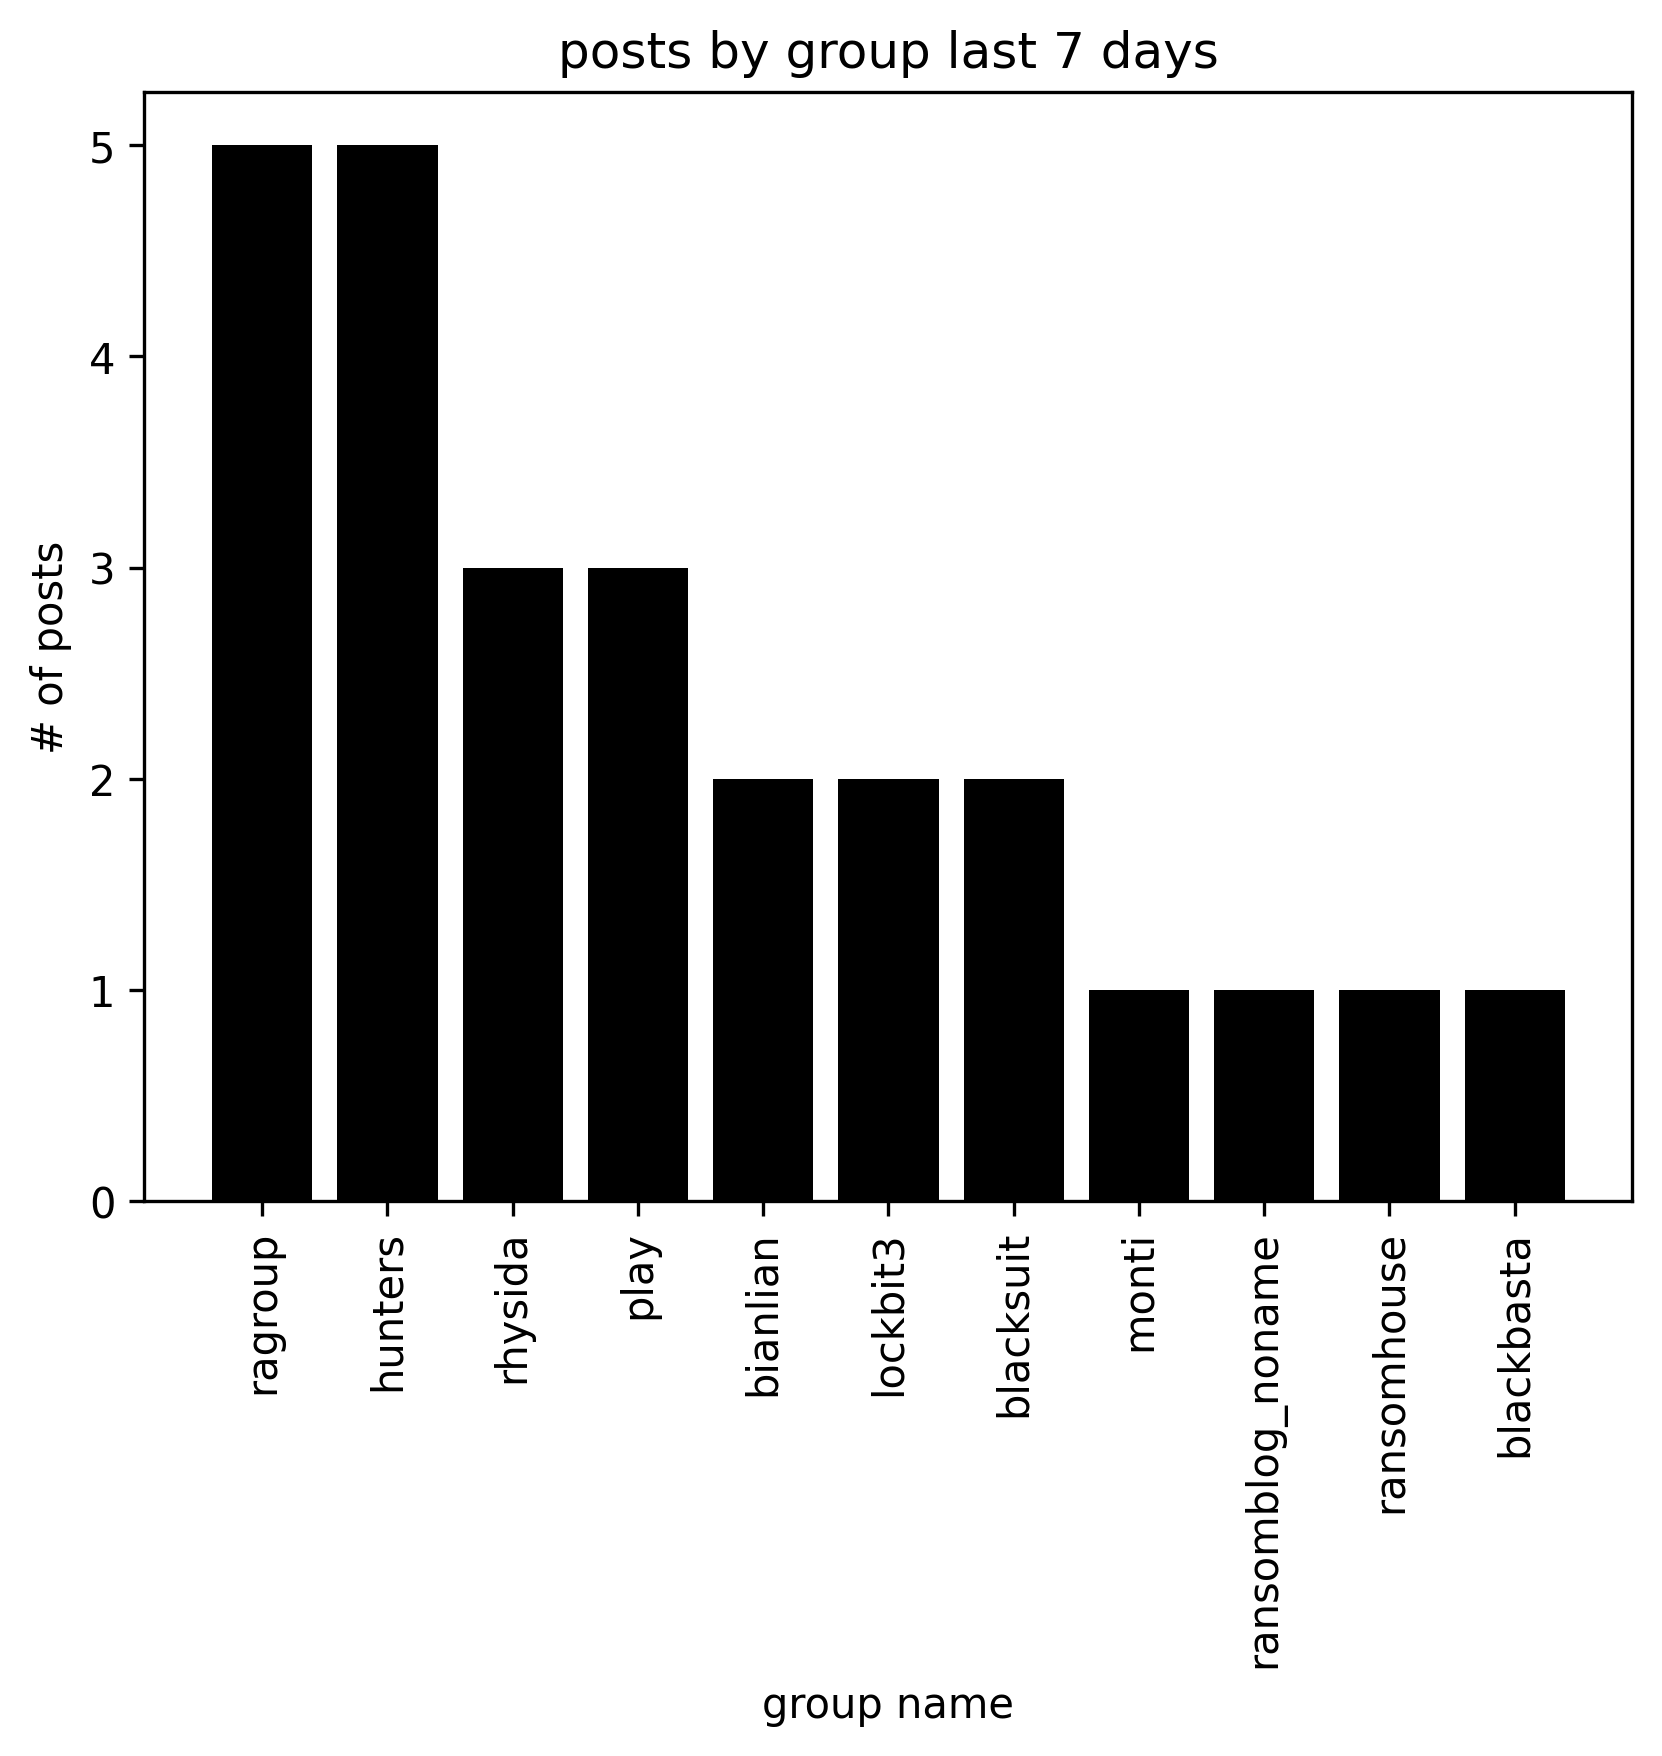 posts by group last 7 days
# of posts
5
4
3
2
1
0
ragroup
hunters
rhysida
play
bianlian
lockbit3
blacksuit
monti
ransomblog_noname
ransomhouse
blackbasta
group name